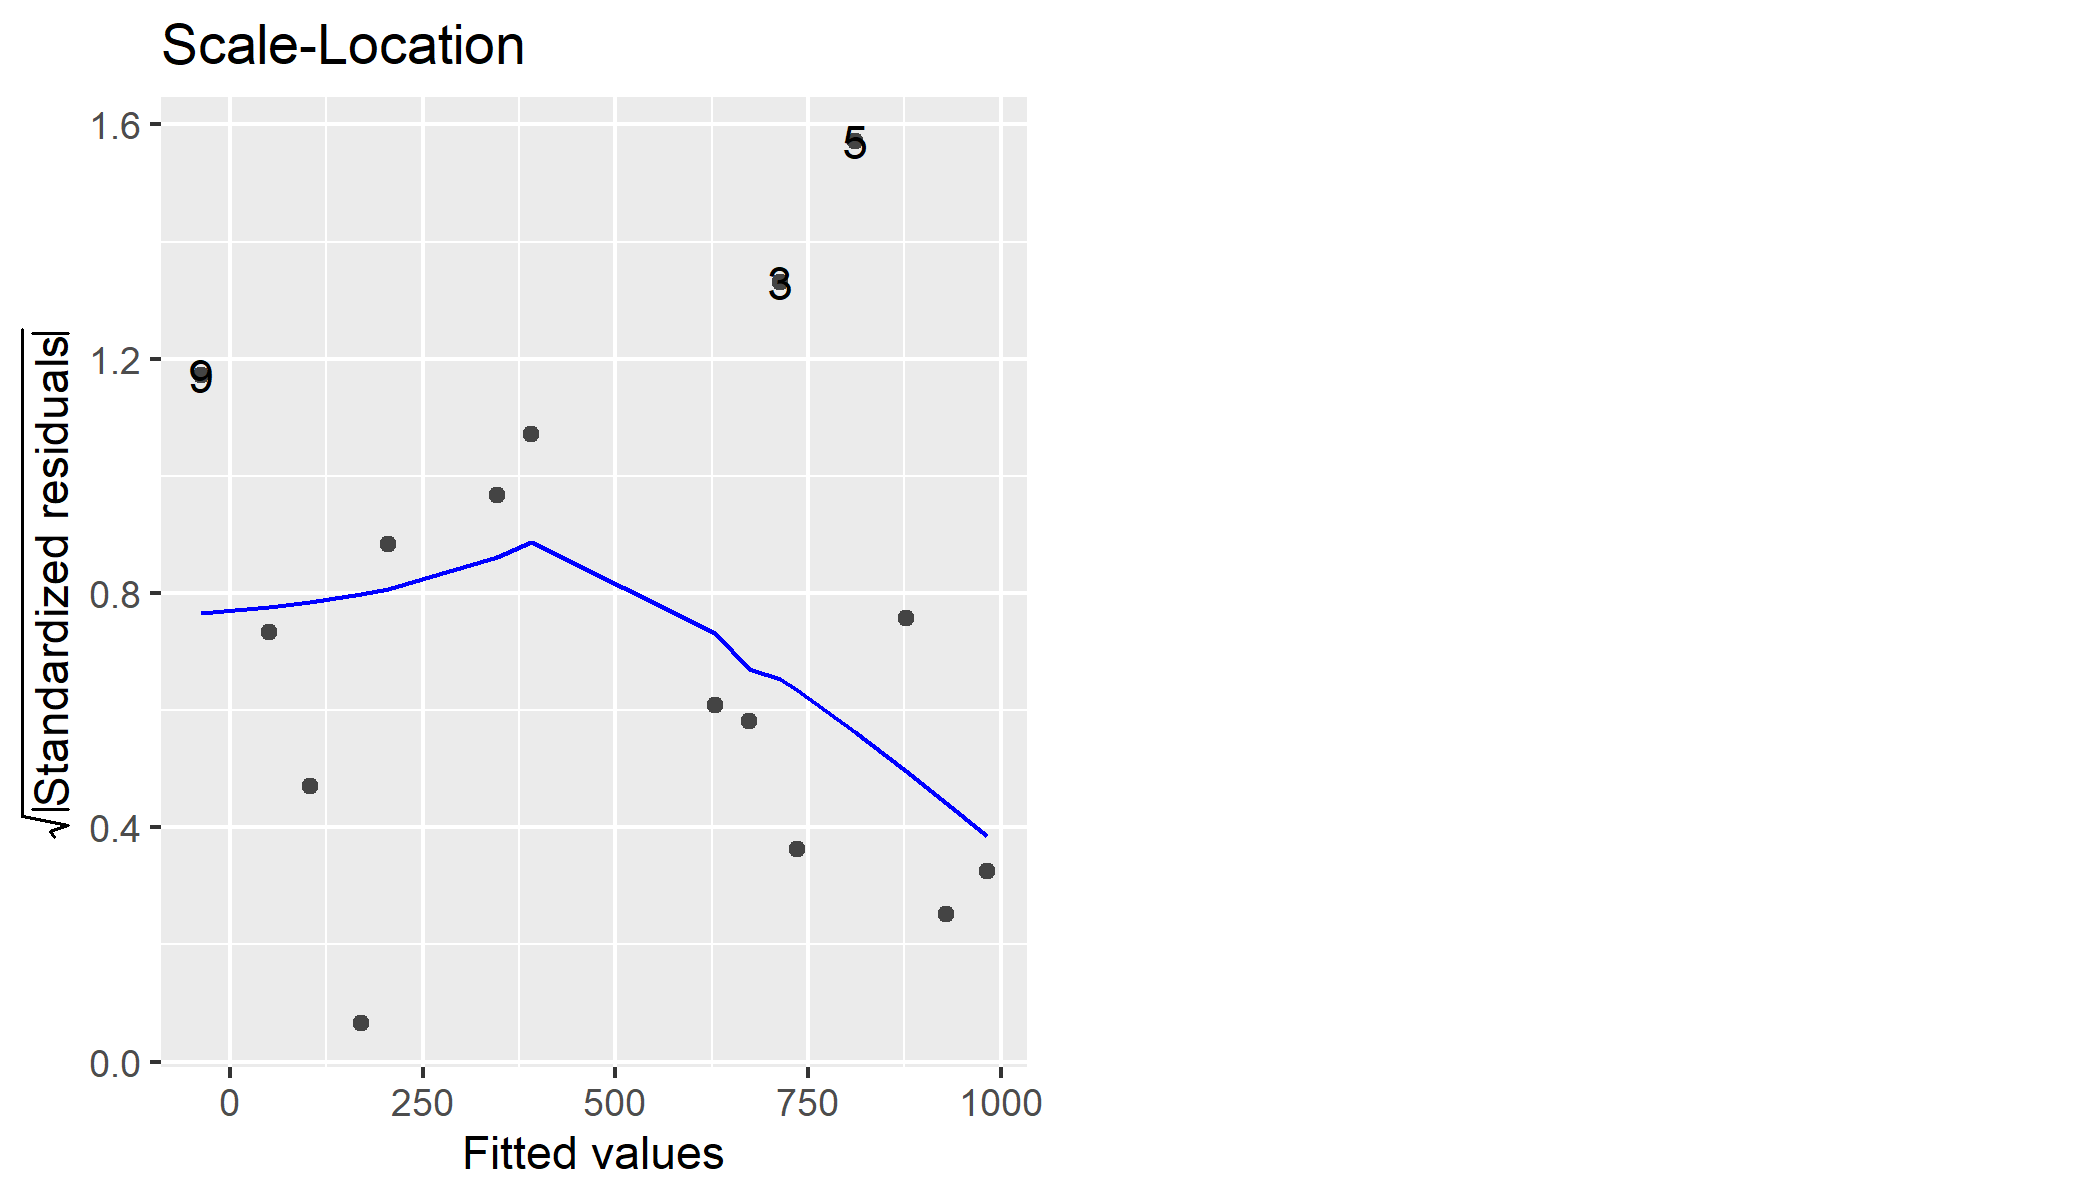 Scale-Location
√|Standardized residuals|
1.6
1.2
0.8
0.4
0.0
5
3
9
0 250 500 750 1000
Fitted values